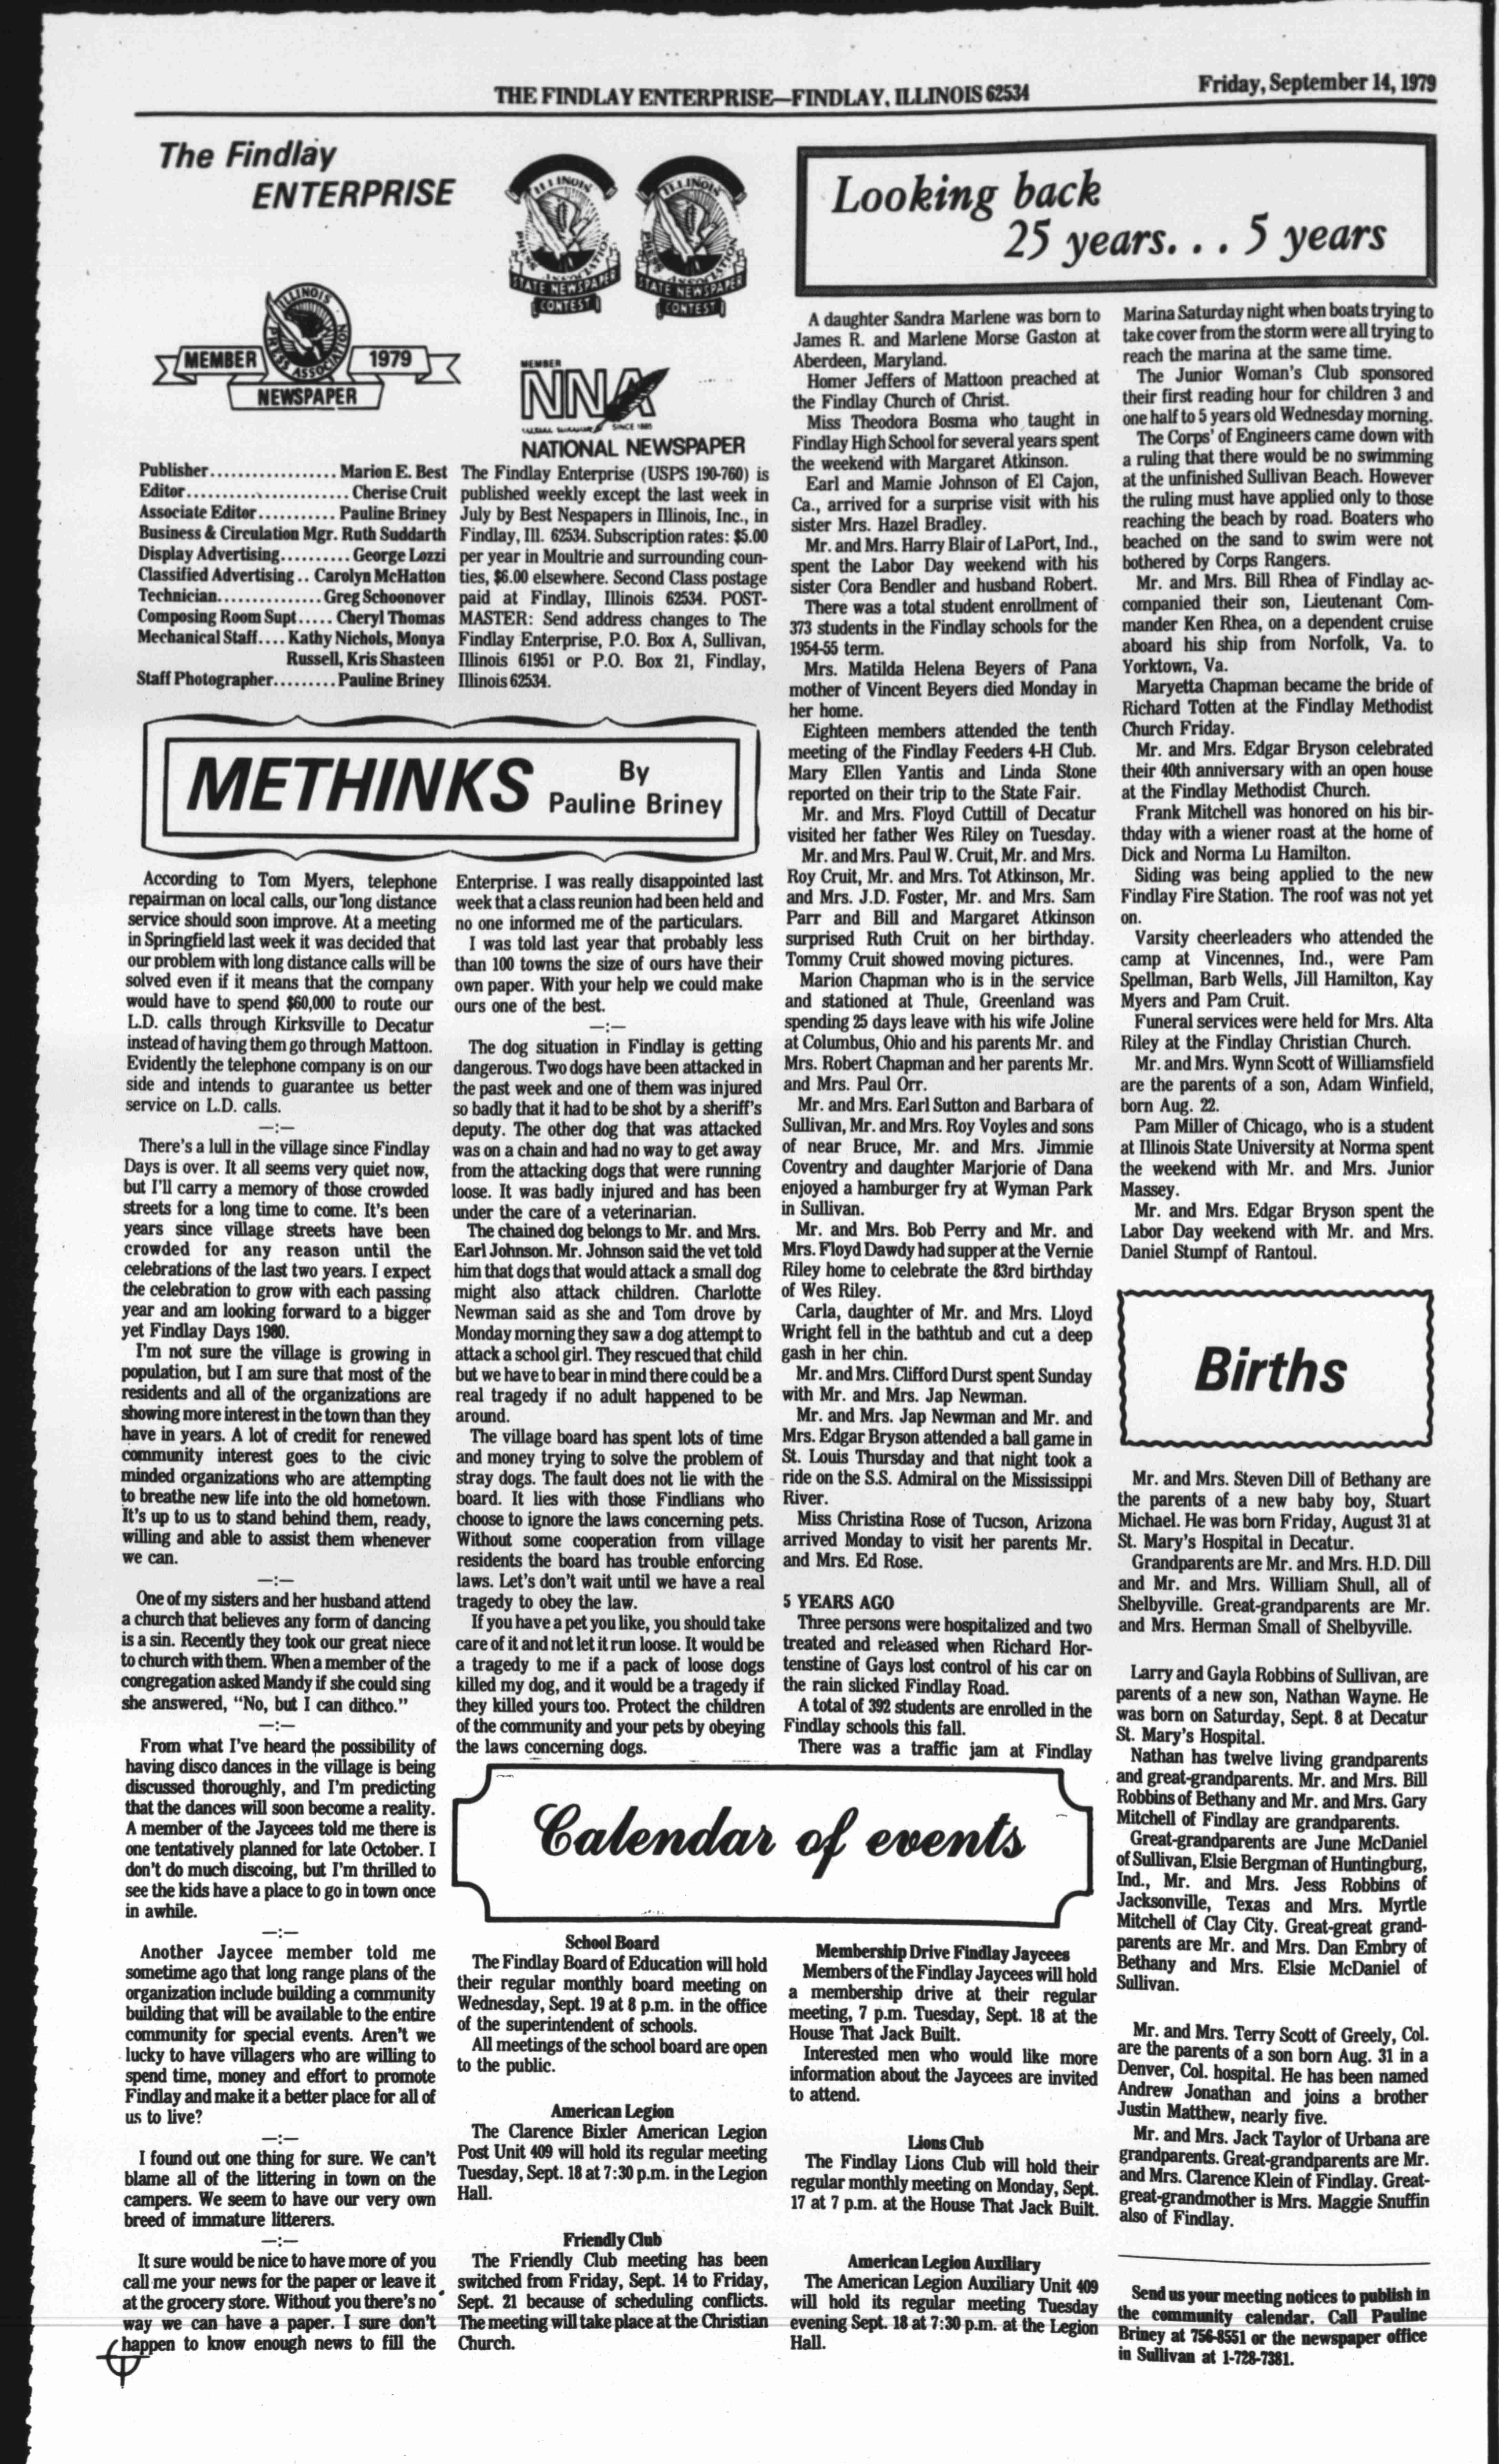 THE FINDLAY ENTERPRISE—FINDLAY, ILLINOIS 62534
Friday, September 14, 1979
The Findlay
ENTERPRISE
ILLINOIS
PRESS ASSOCIATION
STATE NEWSPAPER
CONTEST
ILLINOIS
PRESS ASSOCIATION
STATE NEWSPAPER
CONTEST
ILLINOIS
PRESS ASSOCIATION
MEMBER
1979
NEWSPAPER
MEMBER
NNA
SINCE 1885
NATIONAL NEWSPAPER
Publisher................ Marion E. Best
Editor..................... Cherise Cruit
Associate Editor........... Pauline Briney
Business & Circulation Mgr. Ruth Suddarth
Display Advertising.......... George Lozzi
Classified Advertising .. Carolyn McHatton
Technician............. Greg Schoonover
Composing Room Supt..... Cheryl Thomas
Mechanical Staff.... Kathy Nichols, Monya
Russell, Kris Shasteen
Staff Photographer......... Pauline Briney
The Findlay Enterprise (USPS 190-760) is
published weekly except the last week in
July by Best Nespapers in Illinois, Inc., in
Findlay, Ill. 62534. Subscription rates: $5.00
per year in Moultrie and surrounding coun-
ties, $6.00 elsewhere. Second Class postage
paid at Findlay, Illinois 62534. POST-
MASTER: Send address changes to The
Findlay Enterprise, P.O. Box A, Sullivan,
Illinois 61951 or P.O. Box 21, Findlay,
Illinois 62534.
METHINKS
By
Pauline Briney
According to Tom Myers, telephone
repairman on local calls, our long distance
service should soon improve. At a meeting
in Springfield last week it was decided that
our problem with long distance calls will be
solved even if it means that the company
would have to spend $60,000 to route our
L.D. calls through Kirksville to Decatur
instead of having them go through Mattoon.
Evidently the telephone company is on our
side and intends to guarantee us better
service on L.D. calls.
—:—
There's a lull in the village since Findlay
Days is over. It all seems very quiet now,
but I'll carry a memory of those crowded
streets for a long time to come. It's been
years since village streets have been
crowded for any reason until the
celebrations of the last two years. I expect
the celebration to grow with each passing
year and am looking forward to a bigger
yet Findlay Days 1980.
I'm not sure the village is growing in
population, but I am sure that most of the
residents and all of the organizations are
showing more interest in the town than they
have in years. A lot of credit for renewed
community interest goes to the civic
minded organizations who are attempting
to breathe new life into the old hometown.
It's up to us to stand behind them, ready,
willing and able to assist them whenever
we can.
—:—
One of my sisters and her husband attend
a church that believes any form of dancing
is a sin. Recently they took our great niece
to church with them. When a member of the
congregation asked Mandy if she could sing
she answered, "No, but I can dithco."
—:—
From what I've heard the possibility of
having disco dances in the village is being
discussed thoroughly, and I'm predicting
that the dances will soon become a reality.
A member of the Jaycees told me there is
one tentatively planned for late October. I
don't do much discoing, but I'm thrilled to
see the kids have a place to go in town once
in awhile.
—:—
Another Jaycee member told me
sometime ago that long range plans of the
organization include building a community
building that will be available to the entire
community for special events. Aren't we
lucky to have villagers who are willing to
spend time, money and effort to promote
Findlay and make it a better place for all of
us to live?
—:—
I found out one thing for sure. We can't
blame all of the littering in town on the
campers. We seem to have our very own
breed of immature litterers.
—:—
It sure would be nice to have more of you
call me your news for the paper or leave it
at the grocery store. Without you there's no
way we can have a paper. I sure don't
happen to know enough news to fill the
Enterprise. I was really disappointed last
week that a class reunion had been held and
no one informed me of the particulars.
I was told last year that probably less
than 100 towns the size of ours have their
own paper. With your help we could make
ours one of the best.
—:—
The dog situation in Findlay is getting
dangerous. Two dogs have been attacked in
the past week and one of them was injured
so badly that it had to be shot by a sheriff's
deputy. The other dog that was attacked
was on a chain and had no way to get away
from the attacking dogs that were running
loose. It was badly injured and has been
under the care of a veterinarian.
The chained dog belongs to Mr. and Mrs.
Earl Johnson. Mr. Johnson said the vet told
him that dogs that would attack a small dog
might also attack children. Charlotte
Newman said as she and Tom drove by
Monday morning they saw a dog attempt to
attack a school girl. They rescued that child
but we have to bear in mind there could be a
real tragedy if no adult happened to be
around.
The village board has spent lots of time
and money trying to solve the problem of
stray dogs. The fault does not lie with the
board. It lies with those Findlians who
choose to ignore the laws concerning pets.
Without some cooperation from village
residents the board has trouble enforcing
laws. Let's don't wait until we have a real
tragedy to obey the law.
If you have a pet you like, you should take
care of it and not let it run loose. It would be
a tragedy to me if a pack of loose dogs
killed my dog, and it would be a tragedy if
they killed yours too. Protect the children
of the community and your pets by obeying
the laws concerning dogs.
Looking back
25 years. . . 5 years
A daughter Sandra Marlene was born to
James R. and Marlene Morse Gaston at
Aberdeen, Maryland.
Homer Jeffers of Mattoon preached at
the Findlay Church of Christ.
Miss Theodora Bosma who taught in
Findlay High School for several years spent
the weekend with Margaret Atkinson.
Earl and Mamie Johnson of El Cajon,
Ca., arrived for a surprise visit with his
sister Mrs. Hazel Bradley.
Mr. and Mrs. Harry Blair of LaPort, Ind.,
spent the Labor Day weekend with his
sister Cora Bendler and husband Robert.
There was a total student enrollment of
373 students in the Findlay schools for the
1954-55 term.
Mrs. Matilda Helena Beyers of Pana
mother of Vincent Beyers died Monday in
her home.
Eighteen members attended the tenth
meeting of the Findlay Feeders 4-H Club.
Mary Ellen Yantis and Linda Stone
reported on their trip to the State Fair.
Mr. and Mrs. Floyd Cuttill of Decatur
visited her father Wes Riley on Tuesday.
Mr. and Mrs. Paul W. Cruit, Mr. and Mrs.
Roy Cruit, Mr. and Mrs. Tot Atkinson, Mr.
and Mrs. J.D. Foster, Mr. and Mrs. Sam
Parr and Bill and Margaret Atkinson
surprised Ruth Cruit on her birthday.
Tommy Cruit showed moving pictures.
Marion Chapman who is in the service
and stationed at Thule, Greenland was
spending 25 days leave with his wife Joline
at Columbus, Ohio and his parents Mr. and
Mrs. Robert Chapman and her parents Mr.
and Mrs. Paul Orr.
Mr. and Mrs. Earl Sutton and Barbara of
Sullivan, Mr. and Mrs. Roy Voyles and sons
of near Bruce, Mr. and Mrs. Jimmie
Coventry and daughter Marjorie of Dana
enjoyed a hamburger fry at Wyman Park
in Sullivan.
Mr. and Mrs. Bob Perry and Mr. and
Mrs. Floyd Dawdy had supper at the Vernie
Riley home to celebrate the 83rd birthday
of Wes Riley.
Carla, daughter of Mr. and Mrs. Lloyd
Wright fell in the bathtub and cut a deep
gash in her chin.
Mr. and Mrs. Clifford Durst spent Sunday
with Mr. and Mrs. Jap Newman.
Mr. and Mrs. Jap Newman and Mr. and
Mrs. Edgar Bryson attended a ball game in
St. Louis Thursday and that night took a
ride on the S.S. Admiral on the Mississippi
River.
Miss Christina Rose of Tucson, Arizona
arrived Monday to visit her parents Mr.
and Mrs. Ed Rose.
5 YEARS AGO
Three persons were hospitalized and two
treated and released when Richard Hor-
tenstine of Gays lost control of his car on
the rain slicked Findlay Road.
A total of 392 students are enrolled in the
Findlay schools this fall.
There was a traffic jam at Findlay
Marina Saturday night when boats trying to
take cover from the storm were all trying to
reach the marina at the same time.
The Junior Woman's Club sponsored
their first reading hour for children 3 and
one half to 5 years old Wednesday morning.
The Corps' of Engineers came down with
a ruling that there would be no swimming
at the unfinished Sullivan Beach. However
the ruling must have applied only to those
reaching the beach by road. Boaters who
beached on the sand to swim were not
bothered by Corps Rangers.
Mr. and Mrs. Bill Rhea of Findlay ac-
companied their son, Lieutenant Com-
mander Ken Rhea, on a dependent cruise
aboard his ship from Norfolk, Va. to
Yorktown, Va.
Maryetta Chapman became the bride of
Richard Totten at the Findlay Methodist
Church Friday.
Mr. and Mrs. Edgar Bryson celebrated
their 40th anniversary with an open house
at the Findlay Methodist Church.
Frank Mitchell was honored on his bir-
thday with a wiener roast at the home of
Dick and Norma Lu Hamilton.
Siding was being applied to the new
Findlay Fire Station. The roof was not yet
on.
Varsity cheerleaders who attended the
camp at Vincennes, Ind., were Pam
Spellman, Barb Wells, Jill Hamilton, Kay
Myers and Pam Cruit.
Funeral services were held for Mrs. Alta
Riley at the Findlay Christian Church.
Mr. and Mrs. Wynn Scott of Williamsfield
are the parents of a son, Adam Winfield,
born Aug. 22.
Pam Miller of Chicago, who is a student
at Illinois State University at Norma spent
the weekend with Mr. and Mrs. Junior
Massey.
Mr. and Mrs. Edgar Bryson spent the
Labor Day weekend with Mr. and Mrs.
Daniel Stumpf of Rantoul.
Births
Mr. and Mrs. Steven Dill of Bethany are
the parents of a new baby boy, Stuart
Michael. He was born Friday, August 31 at
St. Mary's Hospital in Decatur.
Grandparents are Mr. and Mrs. H.D. Dill
and Mr. and Mrs. William Shull, all of
Shelbyville. Great-grandparents are Mr.
and Mrs. Herman Small of Shelbyville.
Larry and Gayla Robbins of Sullivan, are
parents of a new son, Nathan Wayne. He
was born on Saturday, Sept. 8 at Decatur
St. Mary's Hospital.
Nathan has twelve living grandparents
and great-grandparents. Mr. and Mrs. Bill
Robbins of Bethany and Mr. and Mrs. Gary
Mitchell of Findlay are grandparents.
Great-grandparents are June McDaniel
of Sullivan, Elsie Bergman of Huntingburg,
Ind., Mr. and Mrs. Jess Robbins of
Jacksonville, Texas and Mrs. Myrtle
Mitchell of Clay City. Great-great grand-
parents are Mr. and Mrs. Dan Embry of
Bethany and Mrs. Elsie McDaniel of
Sullivan.
Mr. and Mrs. Terry Scott of Greely, Col.
are the parents of a son born Aug. 31 in a
Denver, Col. hospital. He has been named
Andrew Jonathan and joins a brother
Justin Matthew, nearly five.
Mr. and Mrs. Jack Taylor of Urbana are
grandparents. Great-grandparents are Mr.
and Mrs. Clarence Klein of Findlay. Great-
great-grandmother is Mrs. Maggie Snuffin
also of Findlay.
Send us your meeting notices to publish in
the community calendar. Call Pauline
Briney at 756-8551 or the newspaper office
in Sullivan at 1-728-7381.
Calendar of events
School Board
The Findlay Board of Education will hold
their regular monthly board meeting on
Wednesday, Sept. 19 at 8 p.m. in the office
of the superintendent of schools.
All meetings of the school board are open
to the public.
American Legion
The Clarence Bixler American Legion
Post Unit 409 will hold its regular meeting
Tuesday, Sept. 18 at 7:30 p.m. in the Legion
Hall.
Friendly Club
The Friendly Club meeting has been
switched from Friday, Sept. 14 to Friday,
Sept. 21 because of scheduling conflicts.
The meeting will take place at the Christian
Church.
Membership Drive Findlay Jaycees
Members of the Findlay Jaycees will hold
a membership drive at their regular
meeting, 7 p.m. Tuesday, Sept. 18 at the
House That Jack Built.
Interested men who would like more
information about the Jaycees are invited
to attend.
Lions Club
The Findlay Lions Club will hold their
regular monthly meeting on Monday, Sept.
17 at 7 p.m. at the House That Jack Built.
American Legion Auxiliary
The American Legion Auxiliary Unit 409
will hold its regular meeting Tuesday
evening Sept. 18 at 7:30 p.m. at the Legion
Hall.